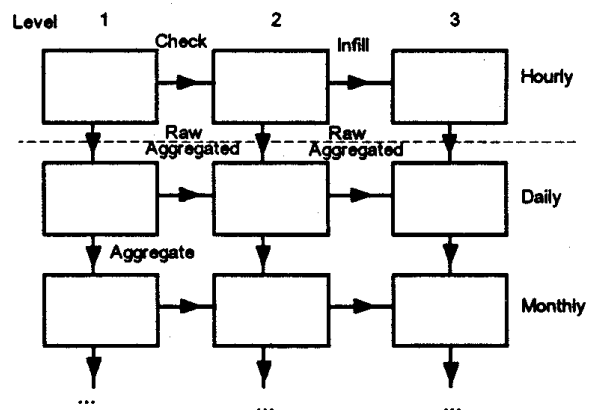 Level 1 2 3
Check Infill
Hourly
Raw Raw
Aggregated Aggregated
Daily
Aggregate
Monthly
... ... ...